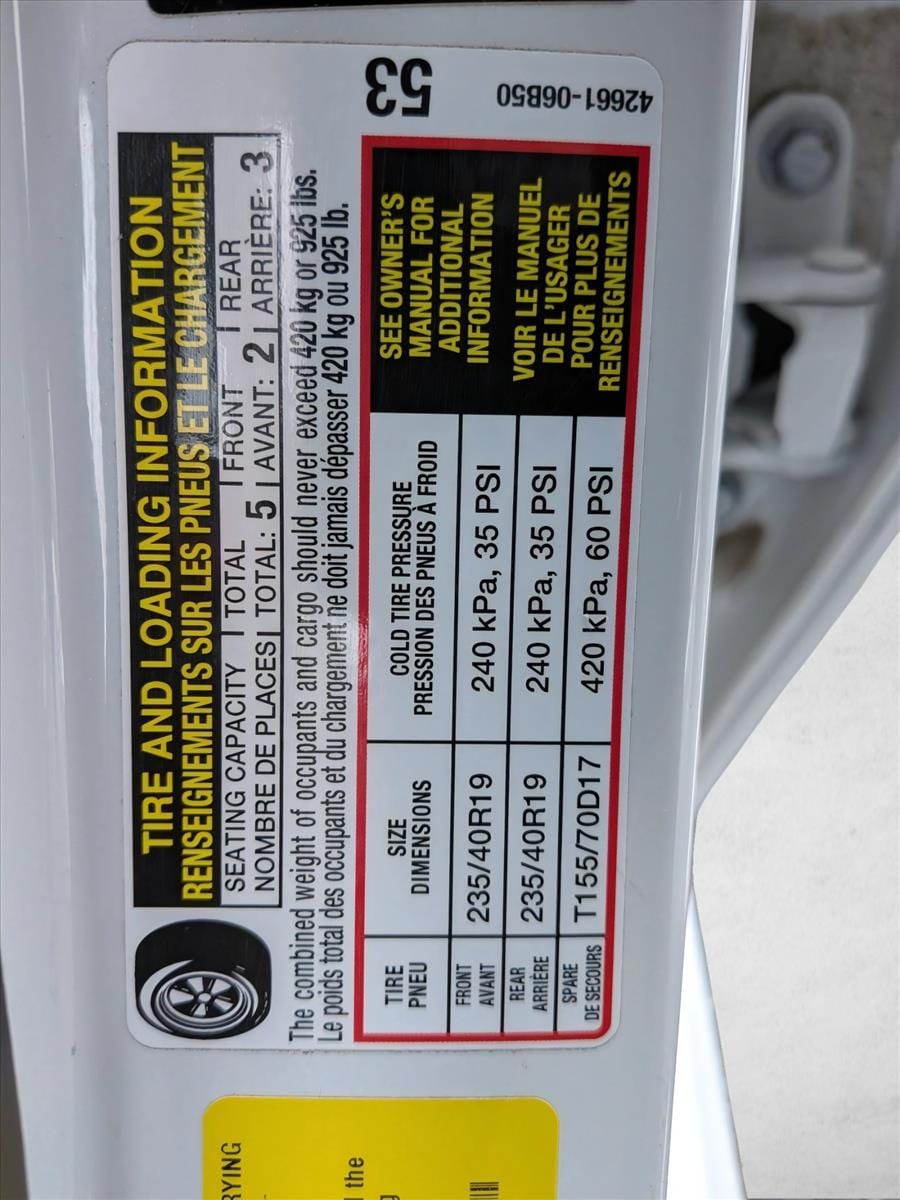 TIRE AND LOADING INFORMATION
RENSEIGNEMENTS SUR LES PNEUS ET LE CHARGEMENT
SEATING CAPACITY | TOTAL | FRONT | REAR
NOMBRE DE PLACES | TOTAL: 5 | AVANT: 2 | ARRIÈRE: 3
The combined weight of occupants and cargo should never exceed 420 kg or 925 lbs.
Le poids total des occupants et du chargement ne doit jamais dépasser 420 kg ou 925 lb.
TIRE SIZE COLD TIRE PRESSURE
PNEU DIMENSIONS PRESSION DES PNEUS À FROID
FRONT
AVANT 235/40R19 240 kPa, 35 PSI
REAR
ARRIÈRE 235/40R19 240 kPa, 35 PSI
SPARE
DE SECOURS T155/70D17 420 kPa, 60 PSI
SEE OWNER'S
MANUAL FOR
ADDITIONAL
INFORMATION
VOIR LE MANUEL
DE L'USAGER
POUR PLUS DE
RENSEIGNEMENTS
53
42661-06B50
the